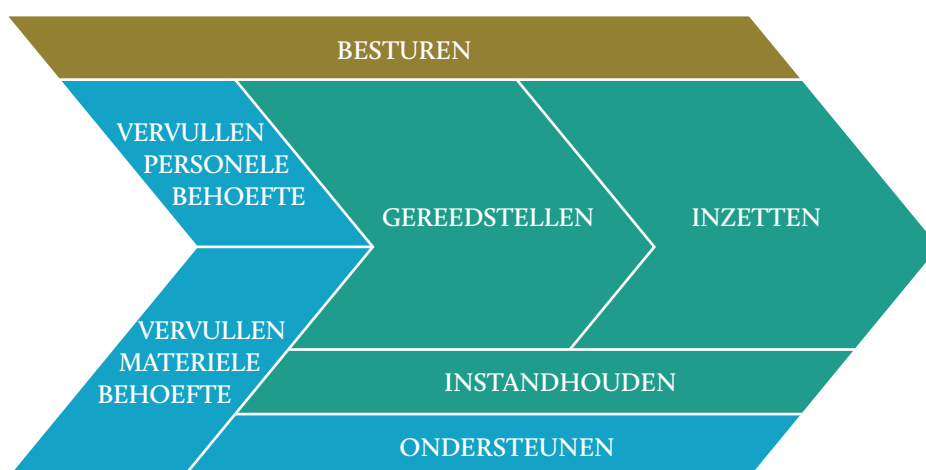 BESTUREN
VERVULLEN
PERSONELE
BEHOEFTE
GEREEDSTELLEN
INZETTEN
VERVULLEN
MATERIELE
BEHOEFTE
INSTANDHOUDEN
ONDERSTEUNEN